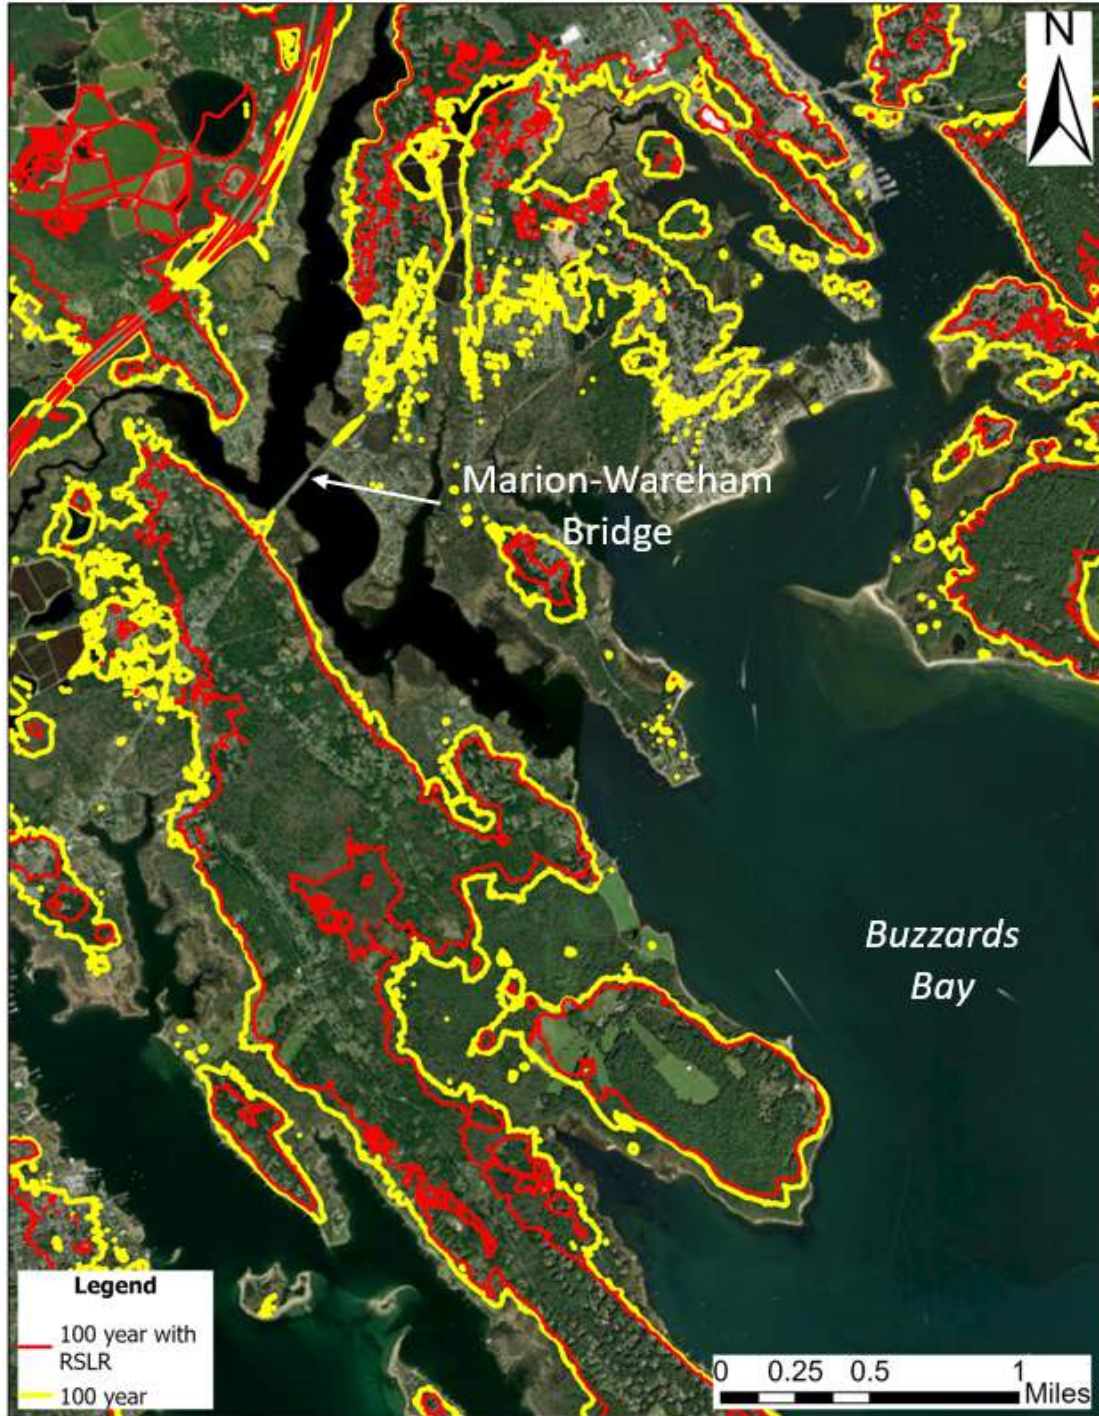 N
Marion-Wareham
Bridge
Buzzards
Bay
Legend
100 year with
RSLR
100 year
0 0.25 0.5 1
Miles